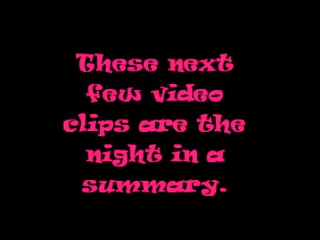 These next
few video
clips are the
night in a
summary.